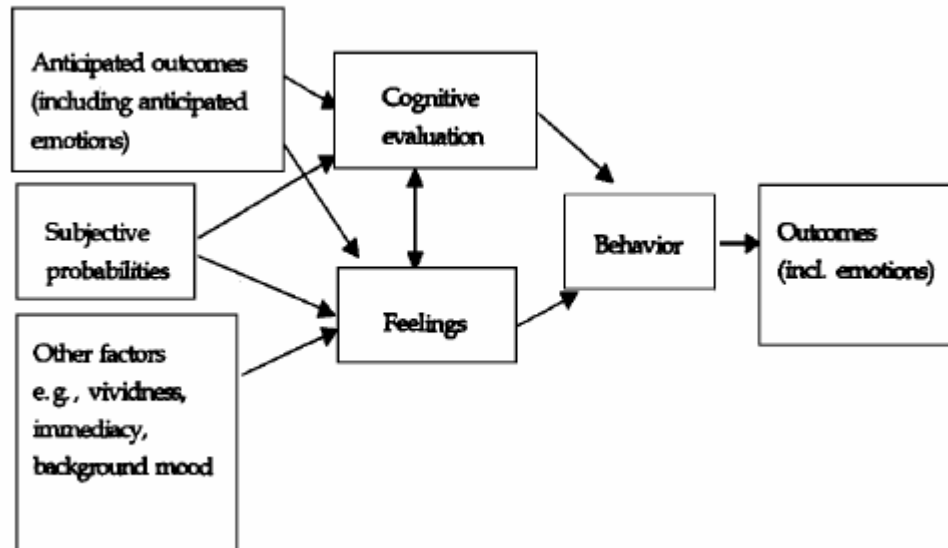 Anticipated outcomes
(including anticipated
emotions)
Cognitive
evaluation
Subjective
probabilities
Feelings
Behavior
Outcomes
(incl. emotions)
Other factors
e.g., vividness,
immediacy,
background mood